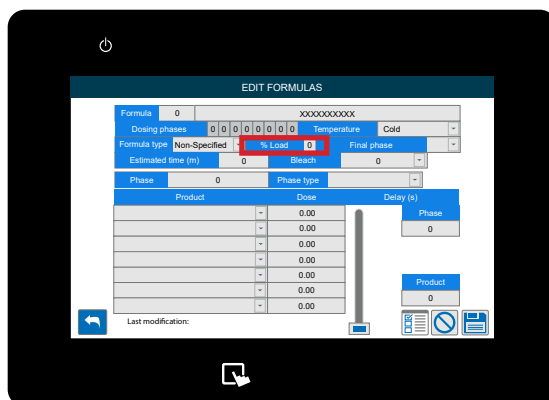 EDIT FORMULAS
Formula 0 XXXXXXXXXX
Dosing phases 0 0 0 0 0 0 0 0 Temperature Cold
Formula type Non-Specified % Load 0 Final phase
Estimated time (m) 0 Bleach 0
Phase 0 Phase type
Product Dose Delay (s)
0.00 Phase
0.00 0
0.00
0.00
0.00 Product
0.00 0
0.00
Last modification: